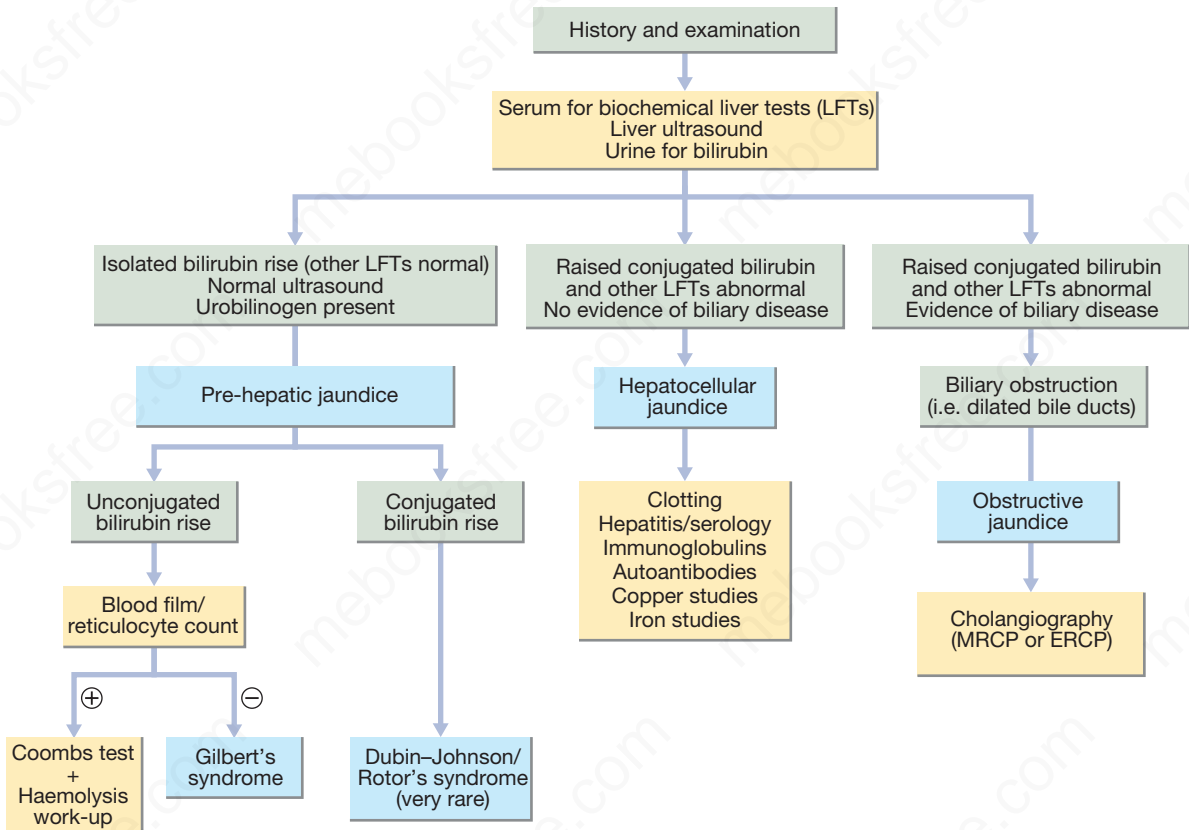 History and examination
Serum for biochemical liver tests (LFTs)
Liver ultrasound
Urine for bilirubin
Isolated bilirubin rise (other LFTs normal)
Normal ultrasound
Urobilinogen present
Raised conjugated bilirubin
and other LFTs abnormal
No evidence of biliary disease
Raised conjugated bilirubin
and other LFTs abnormal
Evidence of biliary disease
Pre-hepatic jaundice
Hepatocellular
jaundice
Biliary obstruction
(i.e. dilated bile ducts)
Unconjugated
bilirubin rise
Conjugated
bilirubin rise
Clotting
Hepatitis/serology
Immunoglobulins
Autoantibodies
Copper studies
Iron studies
Obstructive
jaundice
Blood film/
reticulocyte count
Cholangiography
(MRCP or ERCP)
+
−
Coombs test
+
Haemolysis
work-up
Gilbert's
syndrome
Dubin–Johnson/
Rotor's syndrome
(very rare)
mebooksfree.com